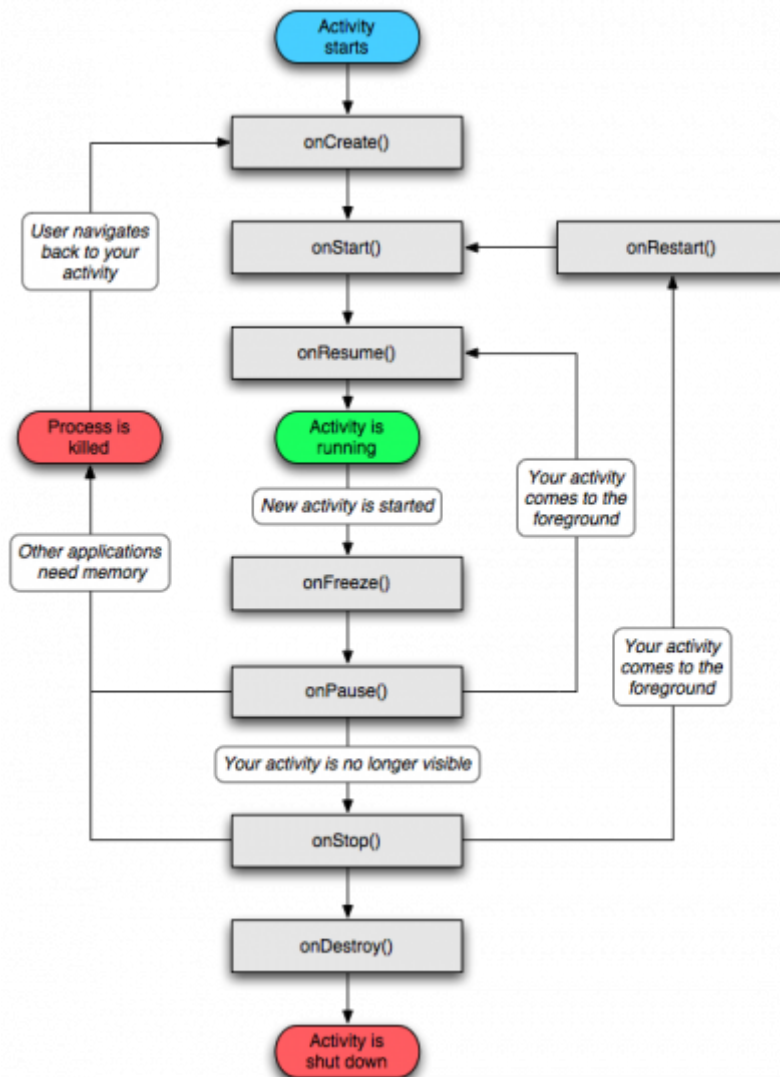 Activity
starts
onCreate()
User navigates
back to your
activity
onStart()
onRestart()
onResume()
Process is
killed
Activity is
running
Your activity
comes to the
foreground
New activity is started
Other applications
need memory
onFreeze()
Your activity
comes to the
foreground
onPause()
Your activity is no longer visible
onStop()
onDestroy()
Activity is
shut down